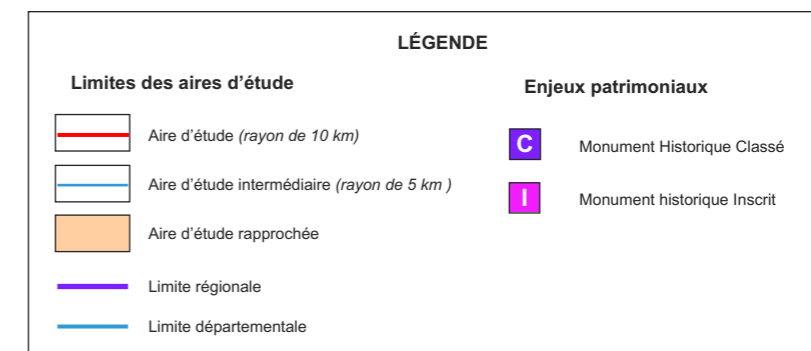 LÉGENDE
Limites des aires d’étude
Aire d’étude (rayon de 10 km)
Aire d’étude intermédiaire (rayon de 5 km )
Aire d’étude rapprochée
Limite régionale
Limite départementale
Enjeux patrimoniaux
C Monument Historique Classé
I Monument historique Inscrit